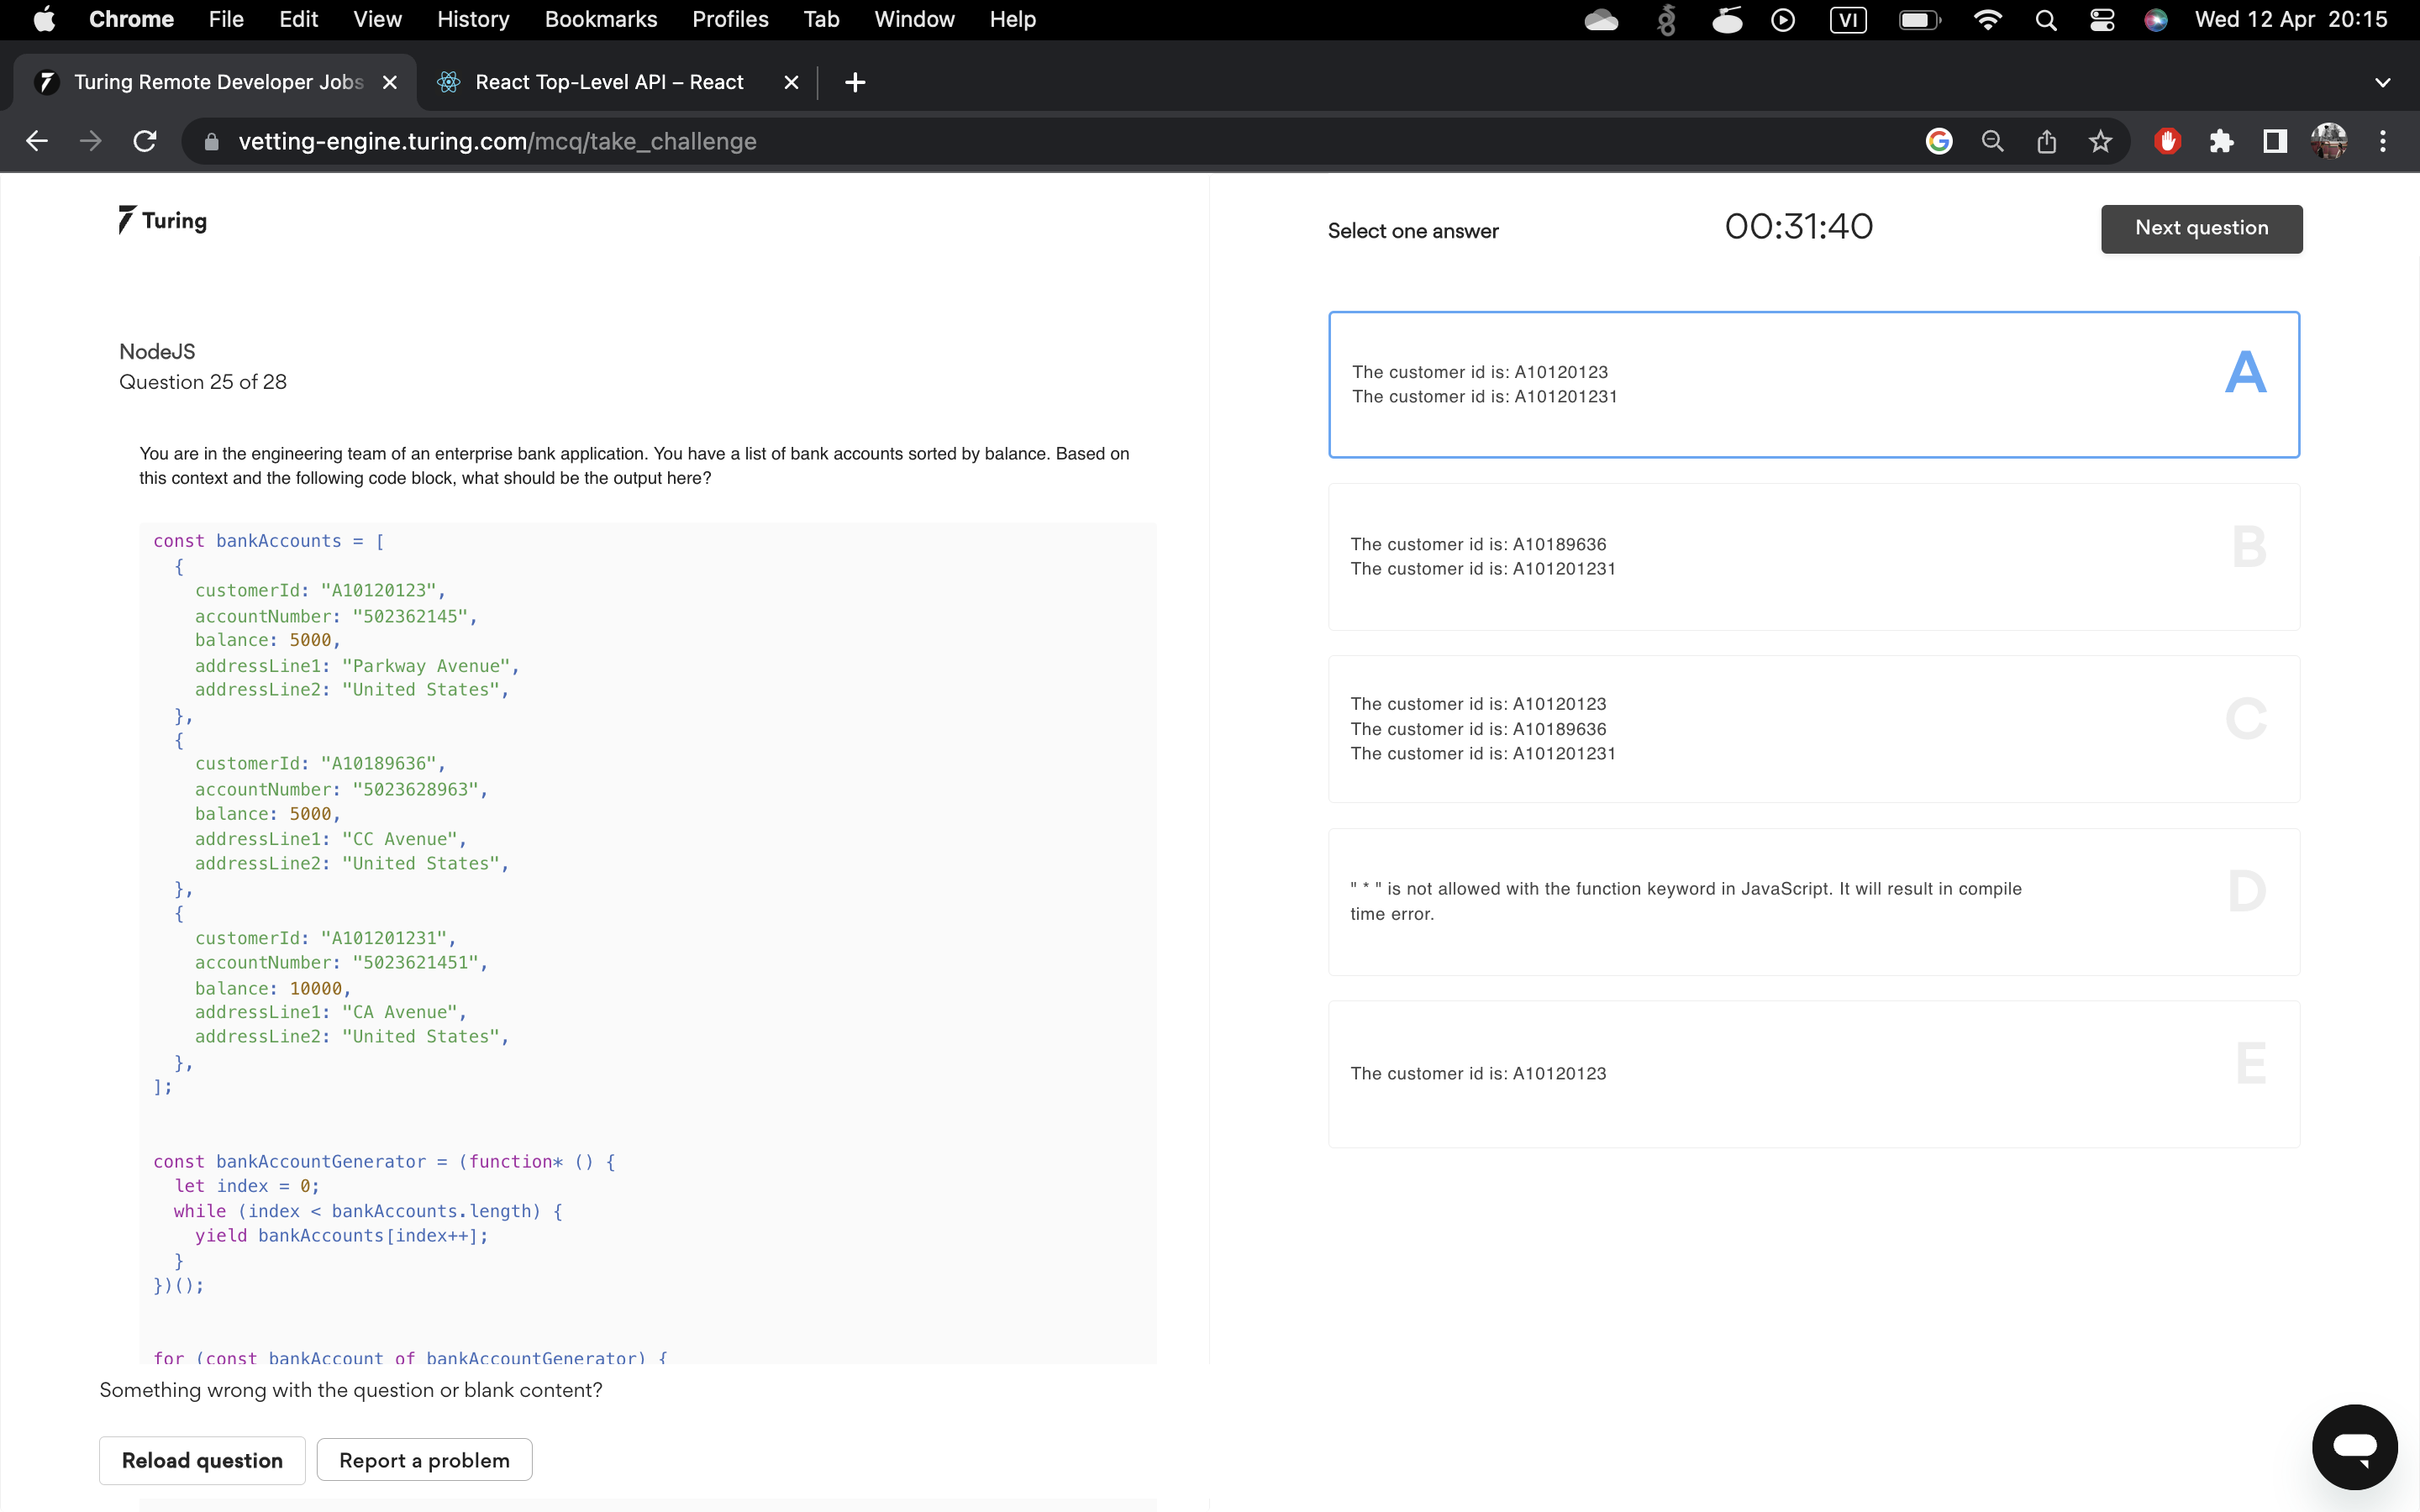 Chrome File Edit View History Bookmarks Profiles Tab Window Help VI Wed 12 Apr 20:15
Turing Remote Developer Jobs React Top-Level API – React
vetting-engine.turing.com/mcq/take_challenge
Turing
Select one answer
00:31:40
Next question
NodeJS
Question 25 of 28
You are in the engineering team of an enterprise bank application. You have a list of bank accounts sorted by balance. Based on
this context and the following code block, what should be the output here?
const bankAccounts = [
  {
    customerId: "A10120123",
    accountNumber: "502362145",
    balance: 5000,
    addressLine1: "Parkway Avenue",
    addressLine2: "United States",
  },
  {
    customerId: "A10189636",
    accountNumber: "5023628963",
    balance: 5000,
    addressLine1: "CC Avenue",
    addressLine2: "United States",
  },
  {
    customerId: "A101201231",
    accountNumber: "5023621451",
    balance: 10000,
    addressLine1: "CA Avenue",
    addressLine2: "United States",
  },
];
const bankAccountGenerator = (function* () {
  let index = 0;
  while (index < bankAccounts.length) {
    yield bankAccounts[index++];
  }
})();
for (const bankAccount of bankAccountGenerator) {
Something wrong with the question or blank content?
Reload question
Report a problem
The customer id is: A10120123
The customer id is: A101201231
A
The customer id is: A10189636
The customer id is: A101201231
B
The customer id is: A10120123
The customer id is: A10189636
The customer id is: A101201231
C
" * " is not allowed with the function keyword in JavaScript. It will result in compile
time error.
D
The customer id is: A10120123
E